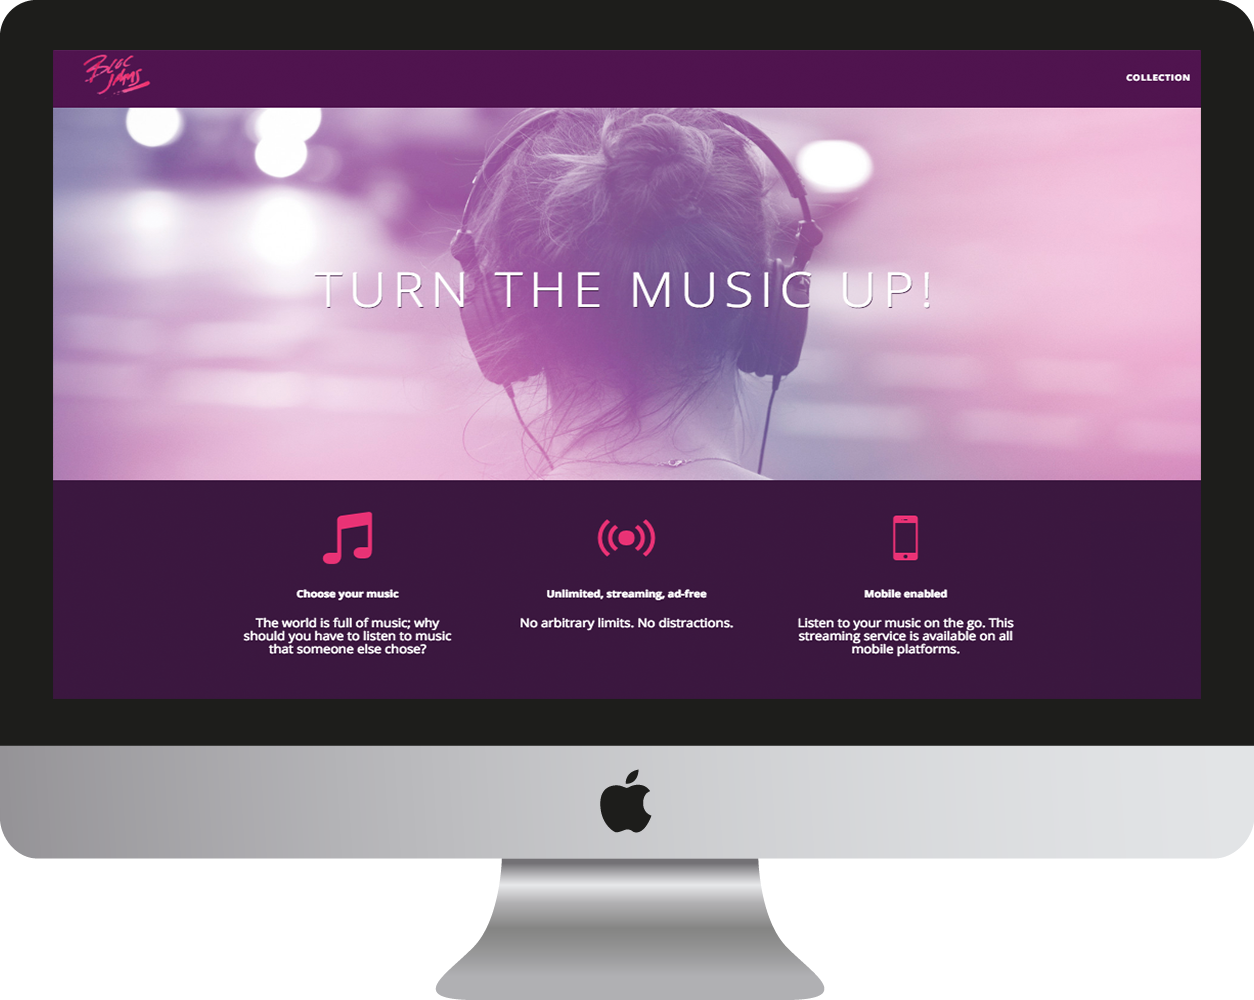 BLOC
JAMS
COLLECTION
TURN THE MUSIC UP!
Choose your music
The world is full of music; why
should you have to listen to music
that someone else chose?
Unlimited, streaming, ad-free
No arbitrary limits. No distractions.
Mobile enabled
Listen to your music on the go. This
streaming service is available on all
mobile platforms.